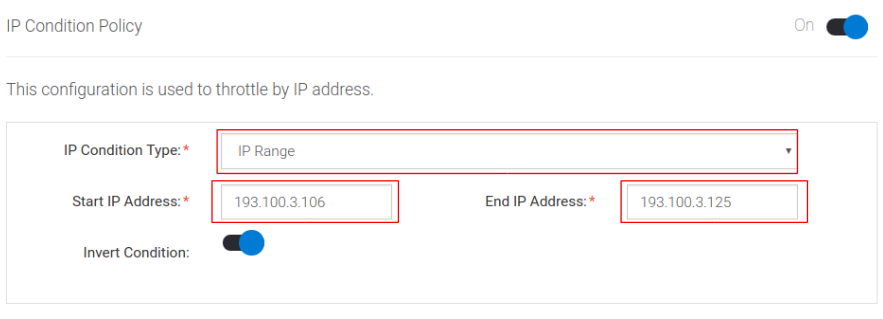 IP Condition Policy On
This configuration is used to throttle by IP address.
IP Condition Type:* IP Range
Start IP Address:* 193.100.3.106 End IP Address:* 193.100.3.125
Invert Condition: